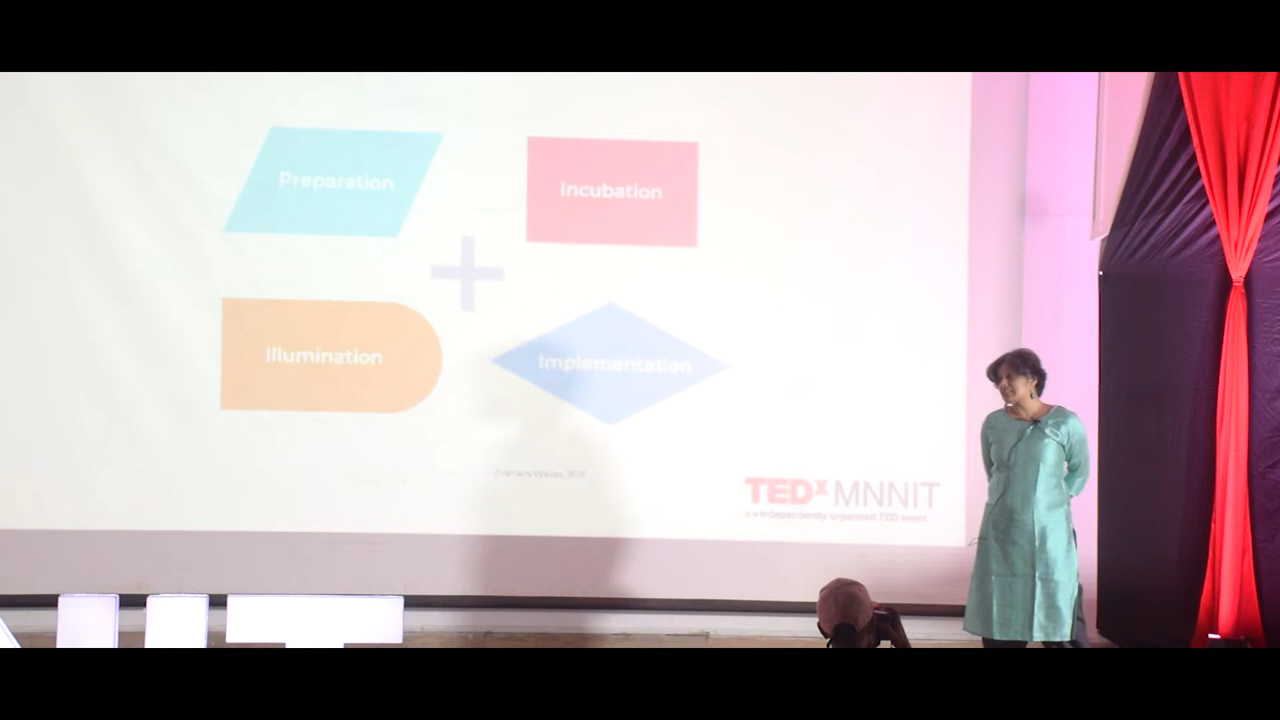 Preparation
Incubation
Illumination
Implementation
TEDx MNNIT
independently organized TED event